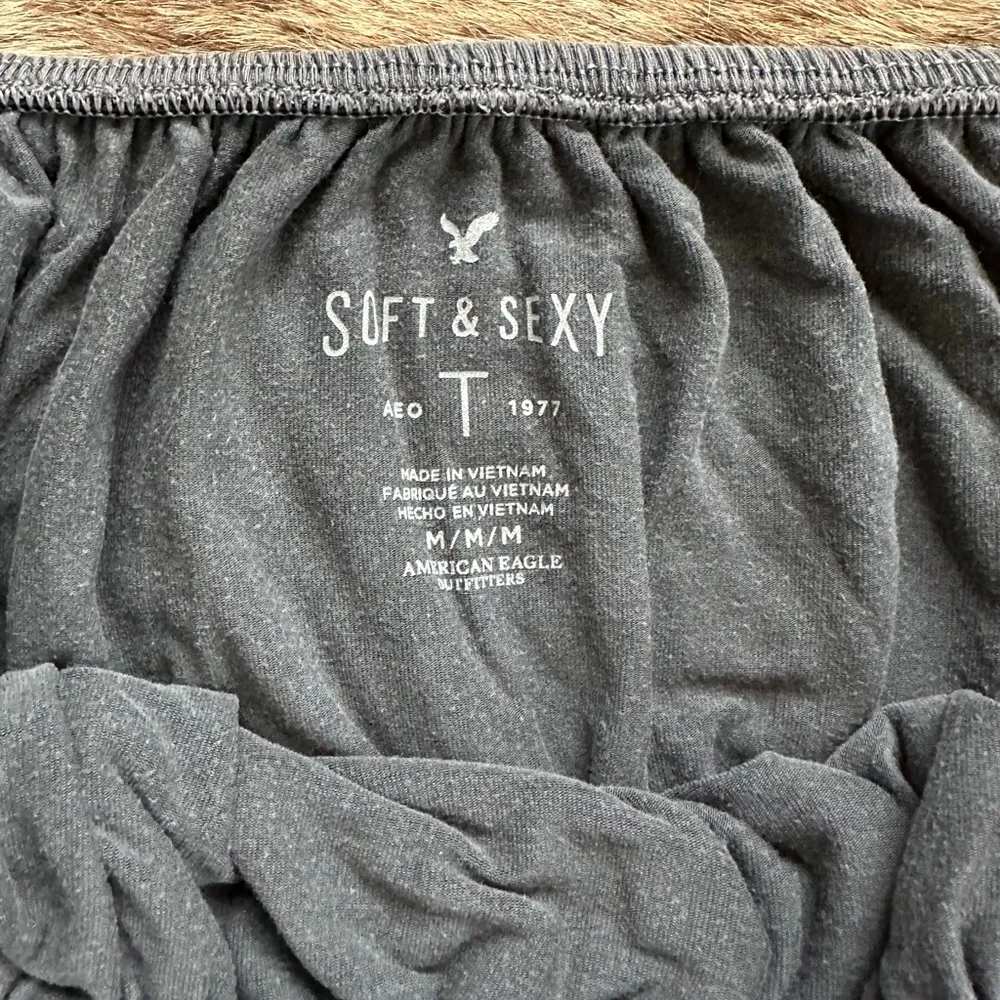 SOFT & SEXY
AEO T 1977
MADE IN VIETNAM
FABRIQUÉ AU VIETNAM
HECHO EN VIETNAM
M/M/M
AMERICAN EAGLE
OUTFITTERS